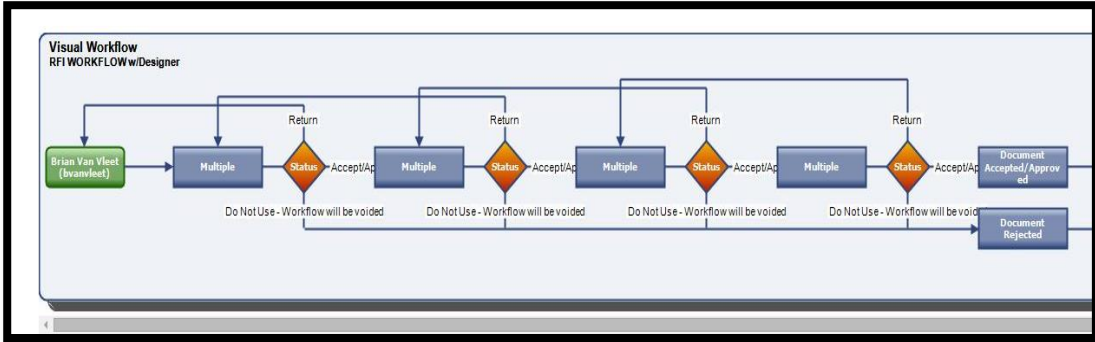 Visual Workflow
RFI WORKFLOW w/Designer
Return
Return
Return
Return
Brian Van Vleet
(bvanvleet)
Multiple
Status
Accept/Ap
Multiple
Status
Accept/Ap
Multiple
Status
Accept/Ap
Multiple
Status
Accept/Ap
Document
Accepted/Approv
ed
Do Not Use - Workflow will be voided
Do Not Use - Workflow will be voided
Do Not Use - Workflow will be voided
Do Not Use - Workflow will be voided
Document
Rejected